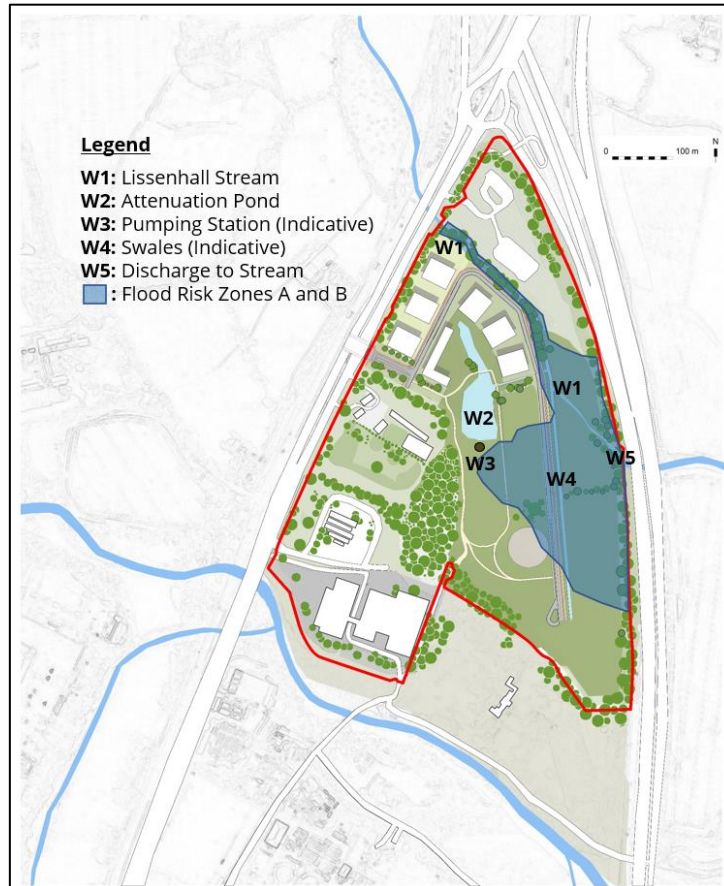 Legend
W1: Lissenhall Stream
W2: Attenuation Pond
W3: Pumping Station (Indicative)
W4: Swales (Indicative)
W5: Discharge to Stream
: Flood Risk Zones A and B
0 100 m N
W1
W1
W2
W3
W5
W4